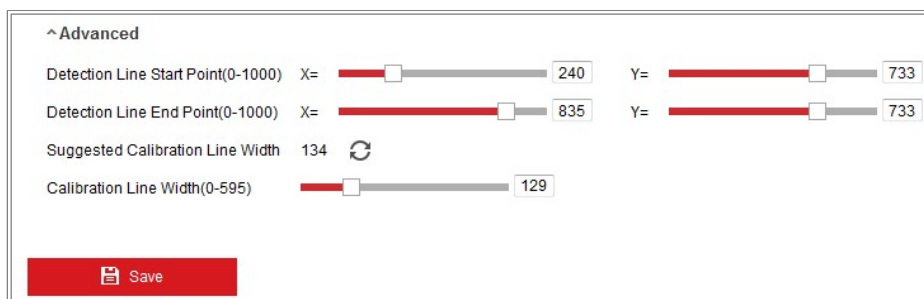 Advanced
Detection Line Start Point(0-1000) X= 240 Y= 733
Detection Line End Point(0-1000) X= 835 Y= 733
Suggested Calibration Line Width 134
Calibration Line Width(0-595) 129
Save